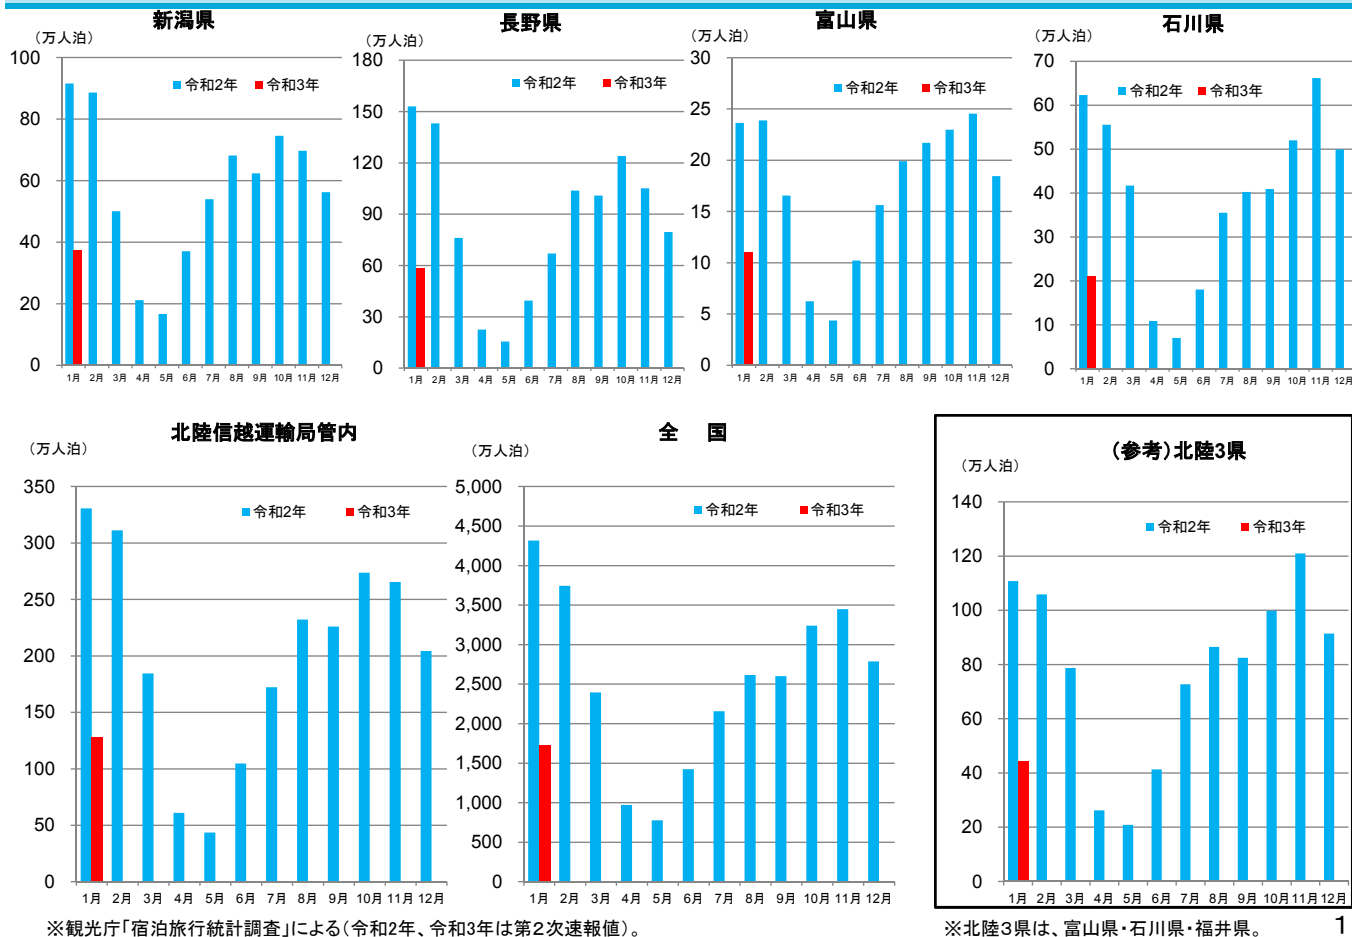 新潟県
（万人泊）
100
80
60
40
20
0
令和2年 令和3年
1月 2月 3月 4月 5月 6月 7月 8月 9月 10月 11月 12月
長野県
（万人泊）
180
150
120
90
60
30
0
令和2年 令和3年
1月 2月 3月 4月 5月 6月 7月 8月 9月 10月 11月 12月
富山県
（万人泊）
30
25
20
15
10
5
0
令和2年 令和3年
1月 2月 3月 4月 5月 6月 7月 8月 9月 10月 11月 12月
石川県
（万人泊）
70
60
50
40
30
20
10
0
令和2年 令和3年
1月 2月 3月 4月 5月 6月 7月 8月 9月 10月 11月 12月
北陸信越運輸局管内
（万人泊）
350
300
250
200
150
100
50
0
令和2年 令和3年
1月 2月 3月 4月 5月 6月 7月 8月 9月 10月 11月 12月
全 国
（万人泊）
5,000
4,500
4,000
3,500
3,000
2,500
2,000
1,500
1,000
500
0
令和2年 令和3年
1月 2月 3月 4月 5月 6月 7月 8月 9月 10月 11月 12月
（参考）北陸3県
（万人泊）
140
120
100
80
60
40
20
0
令和2年 令和3年
1月 2月 3月 4月 5月 6月 7月 8月 9月 10月 11月 12月
※観光庁「宿泊旅行統計調査」による（令和2年、令和3年は第２次速報値）。
※北陸３県は、富山県・石川県・福井県。
1